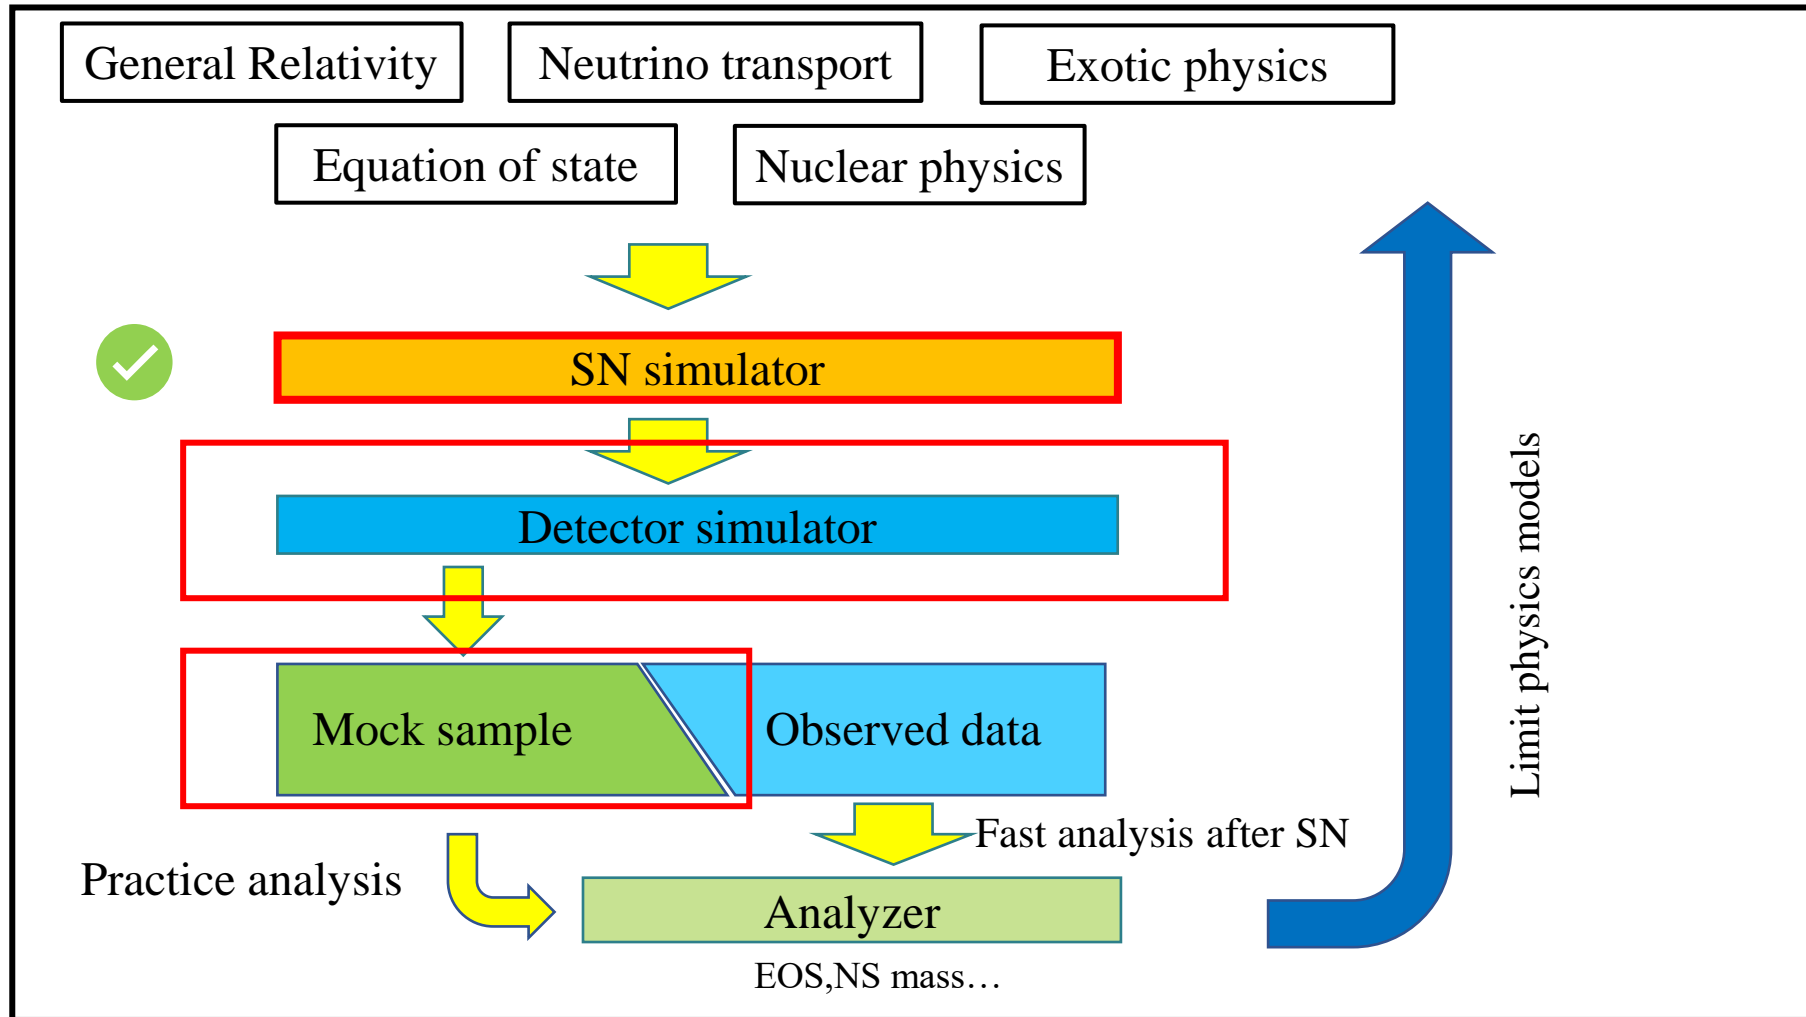 General Relativity
Neutrino transport
Exotic physics
Equation of state
Nuclear physics
SN simulator
Detector simulator
Mock sample
Observed data
Fast analysis after SN
Practice analysis
Analyzer
EOS,NS mass…
Limit physics models